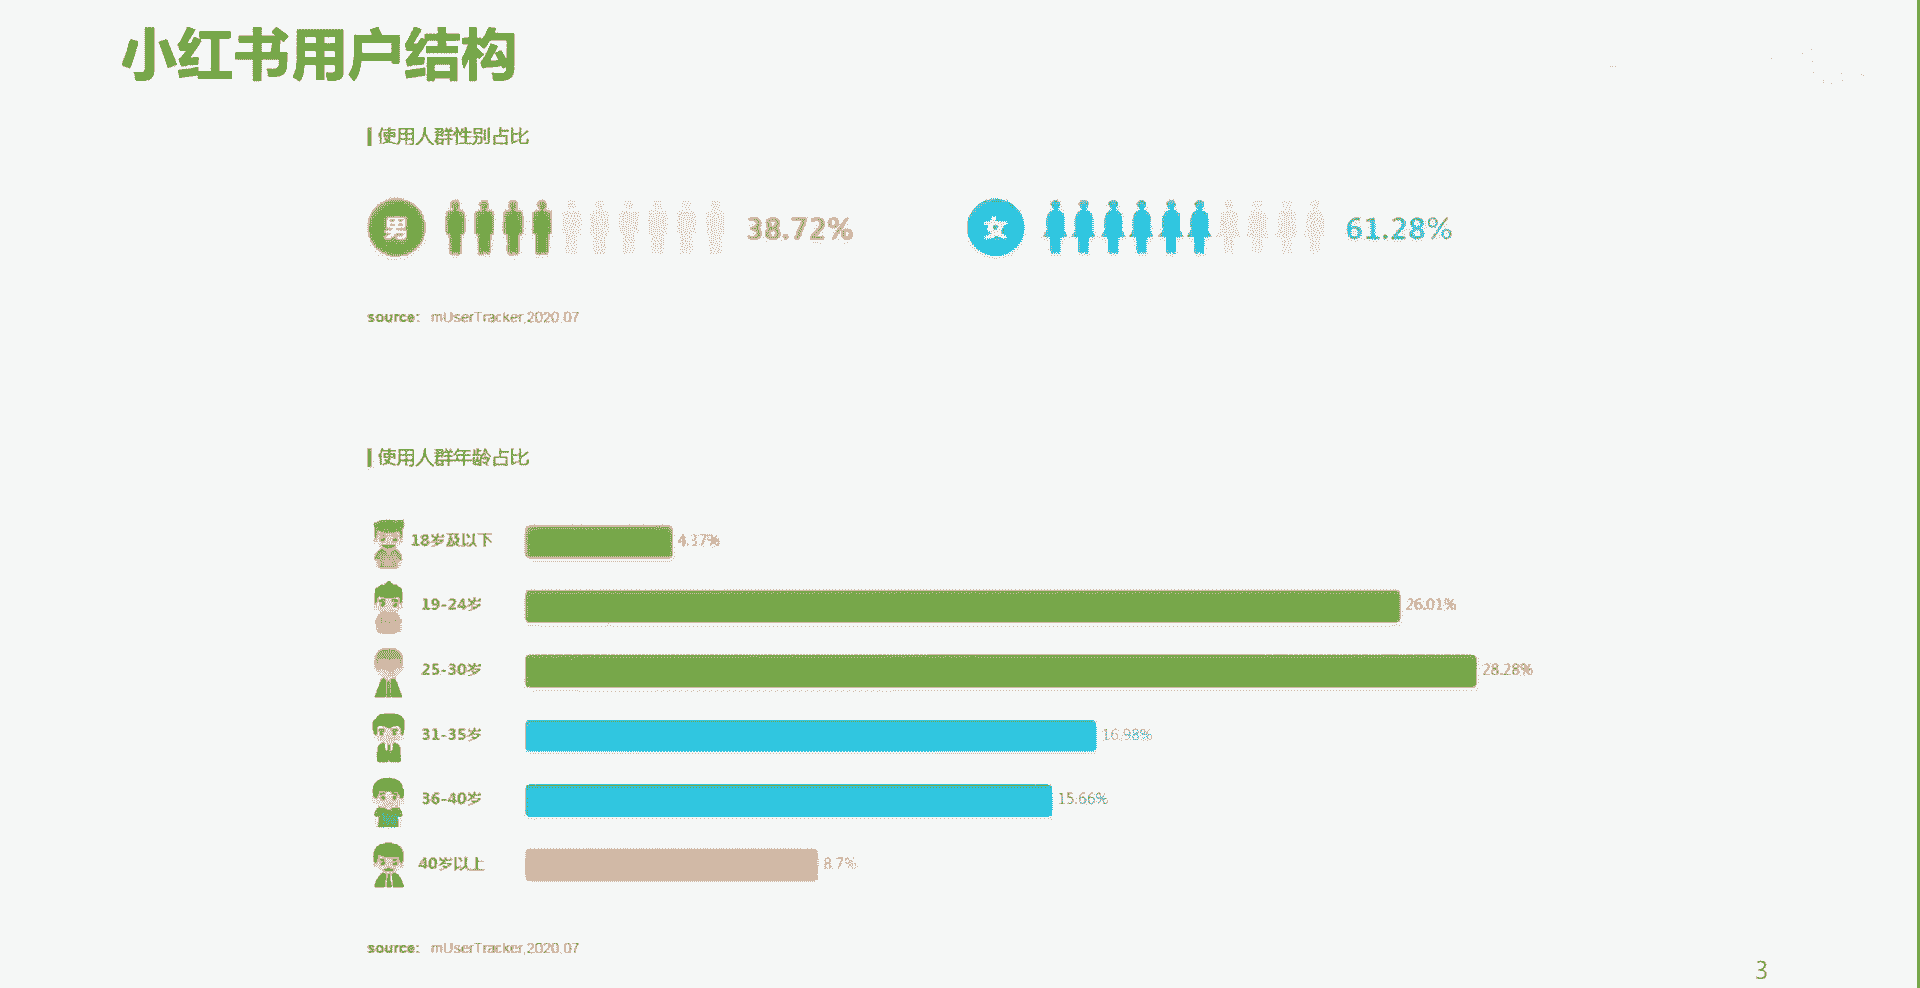 小红书用户结构
使用人群性别占比
男
38.72%
女
61.28%
source: mUserTracker,2020.07
使用人群年龄占比
18岁及以下 4.37%
19-24岁 26.01%
25-30岁 28.28%
31-35岁 16.98%
36-40岁 15.66%
40岁以上 8.7%
source: mUserTracker,2020.07
3